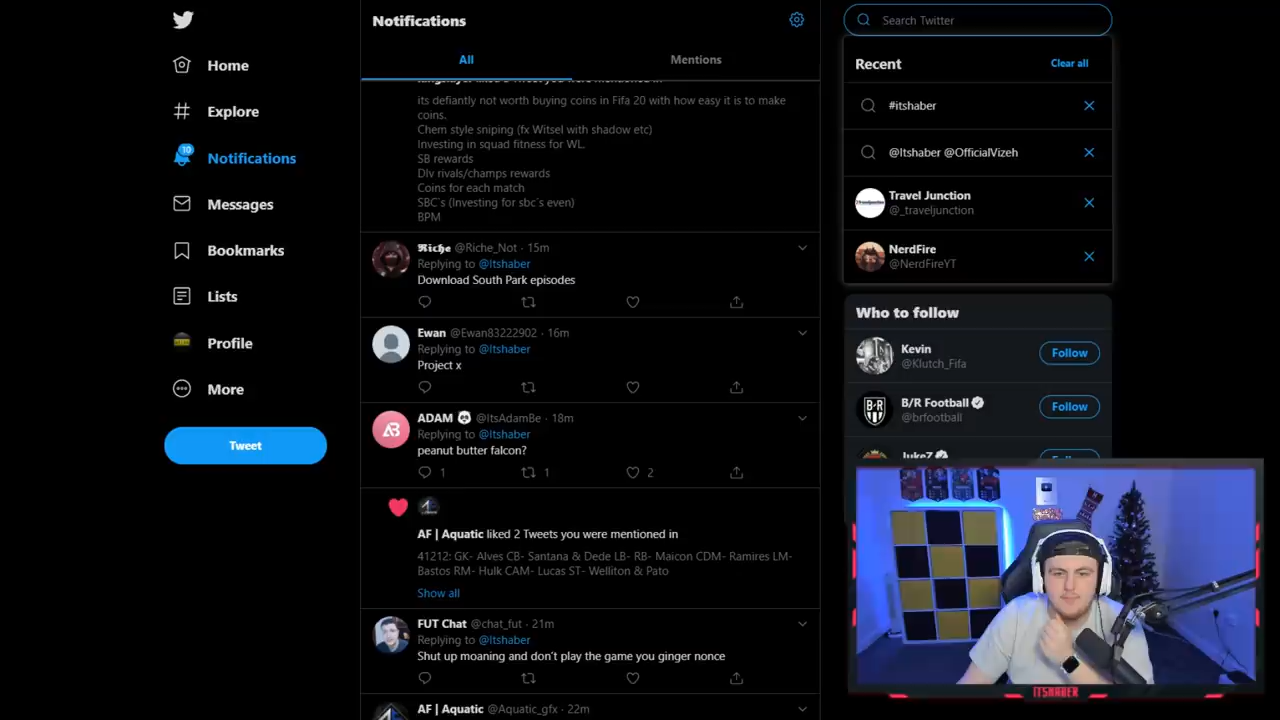 Home
Explore
10
Notifications
Messages
Bookmarks
Lists
Profile
More
Tweet
Notifications
All
Mentions
its defiantly not worth buying coins in Fifa 20 with how easy it is to make
coins.
Chem style sniping (fx Witsel with shadow etc)
Investing in squad fitness for WL.
SB rewards
DIv rivals/champs rewards
Coins for each match
SBC´s (Investing for sbc´s even)
BPM
Riche @Riche_Not · 15m
Replying to @Itshaber
Download South Park episodes
Ewan @Ewan83222902 · 16m
Replying to @Itshaber
Project x
ADAM @ItsAdamBe · 18m
Replying to @Itshaber
peanut butter falcon?
1 1 2
AF | Aquatic liked 2 Tweets you were mentioned in
41212: GK- Alves CB- Santana & Dede LB- RB- Maicon CDM- Ramires LM-
Bastos RM- Hulk CAM- Lucas ST- Welliton & Pato
Show all
FUT Chat @chat_fut · 21m
Replying to @Itshaber
Shut up moaning and don't play the game you ginger nonce
AF | Aquatic @Aquatic_gfx · 22m
Search Twitter
Recent
Clear all
#itshaber
@Itshaber @OfficialVizeh
Travel Junction
@_traveljunction
NerdFire
@NerdFireYT
Who to follow
Kevin
@Klutch_Fifa
Follow
B/R Football
@brfootball
Follow
JukeZ
ITSHABER